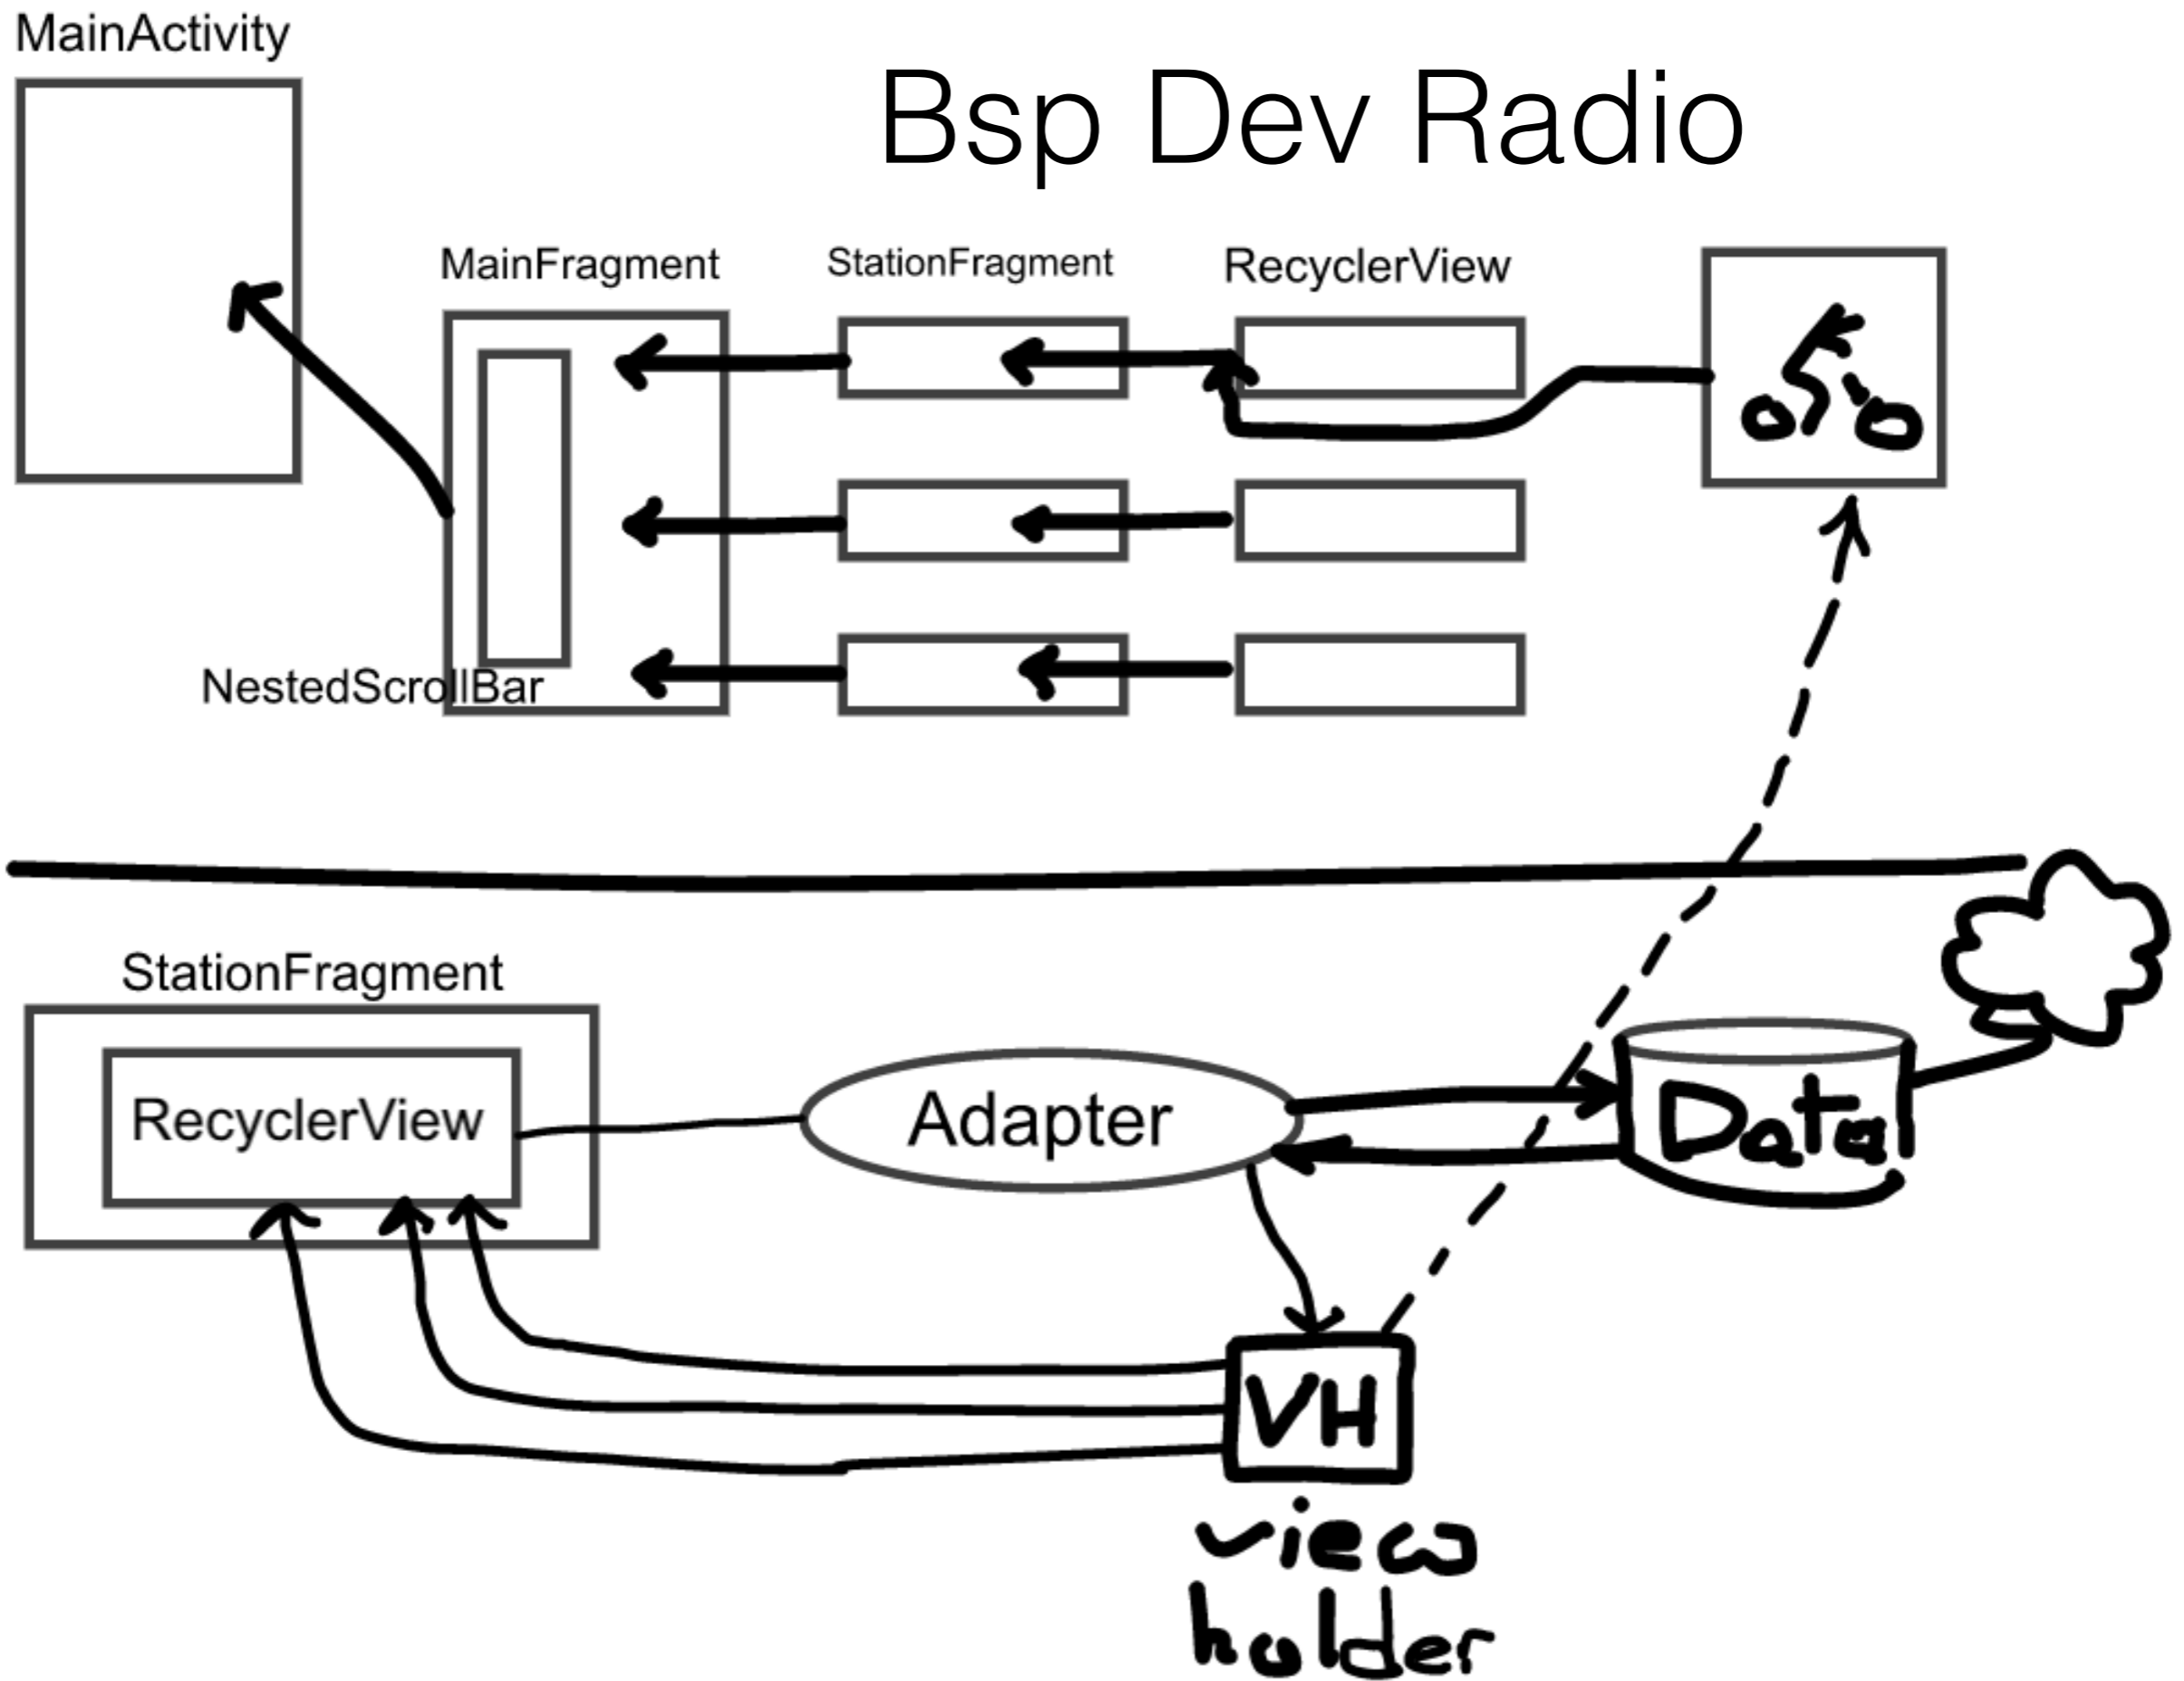 MainActivity
Bsp Dev Radio
MainFragment
StationFragment
RecyclerView
NestedScrollBar
StationFragment
RecyclerView
Adapter
Data
VH
view
holder